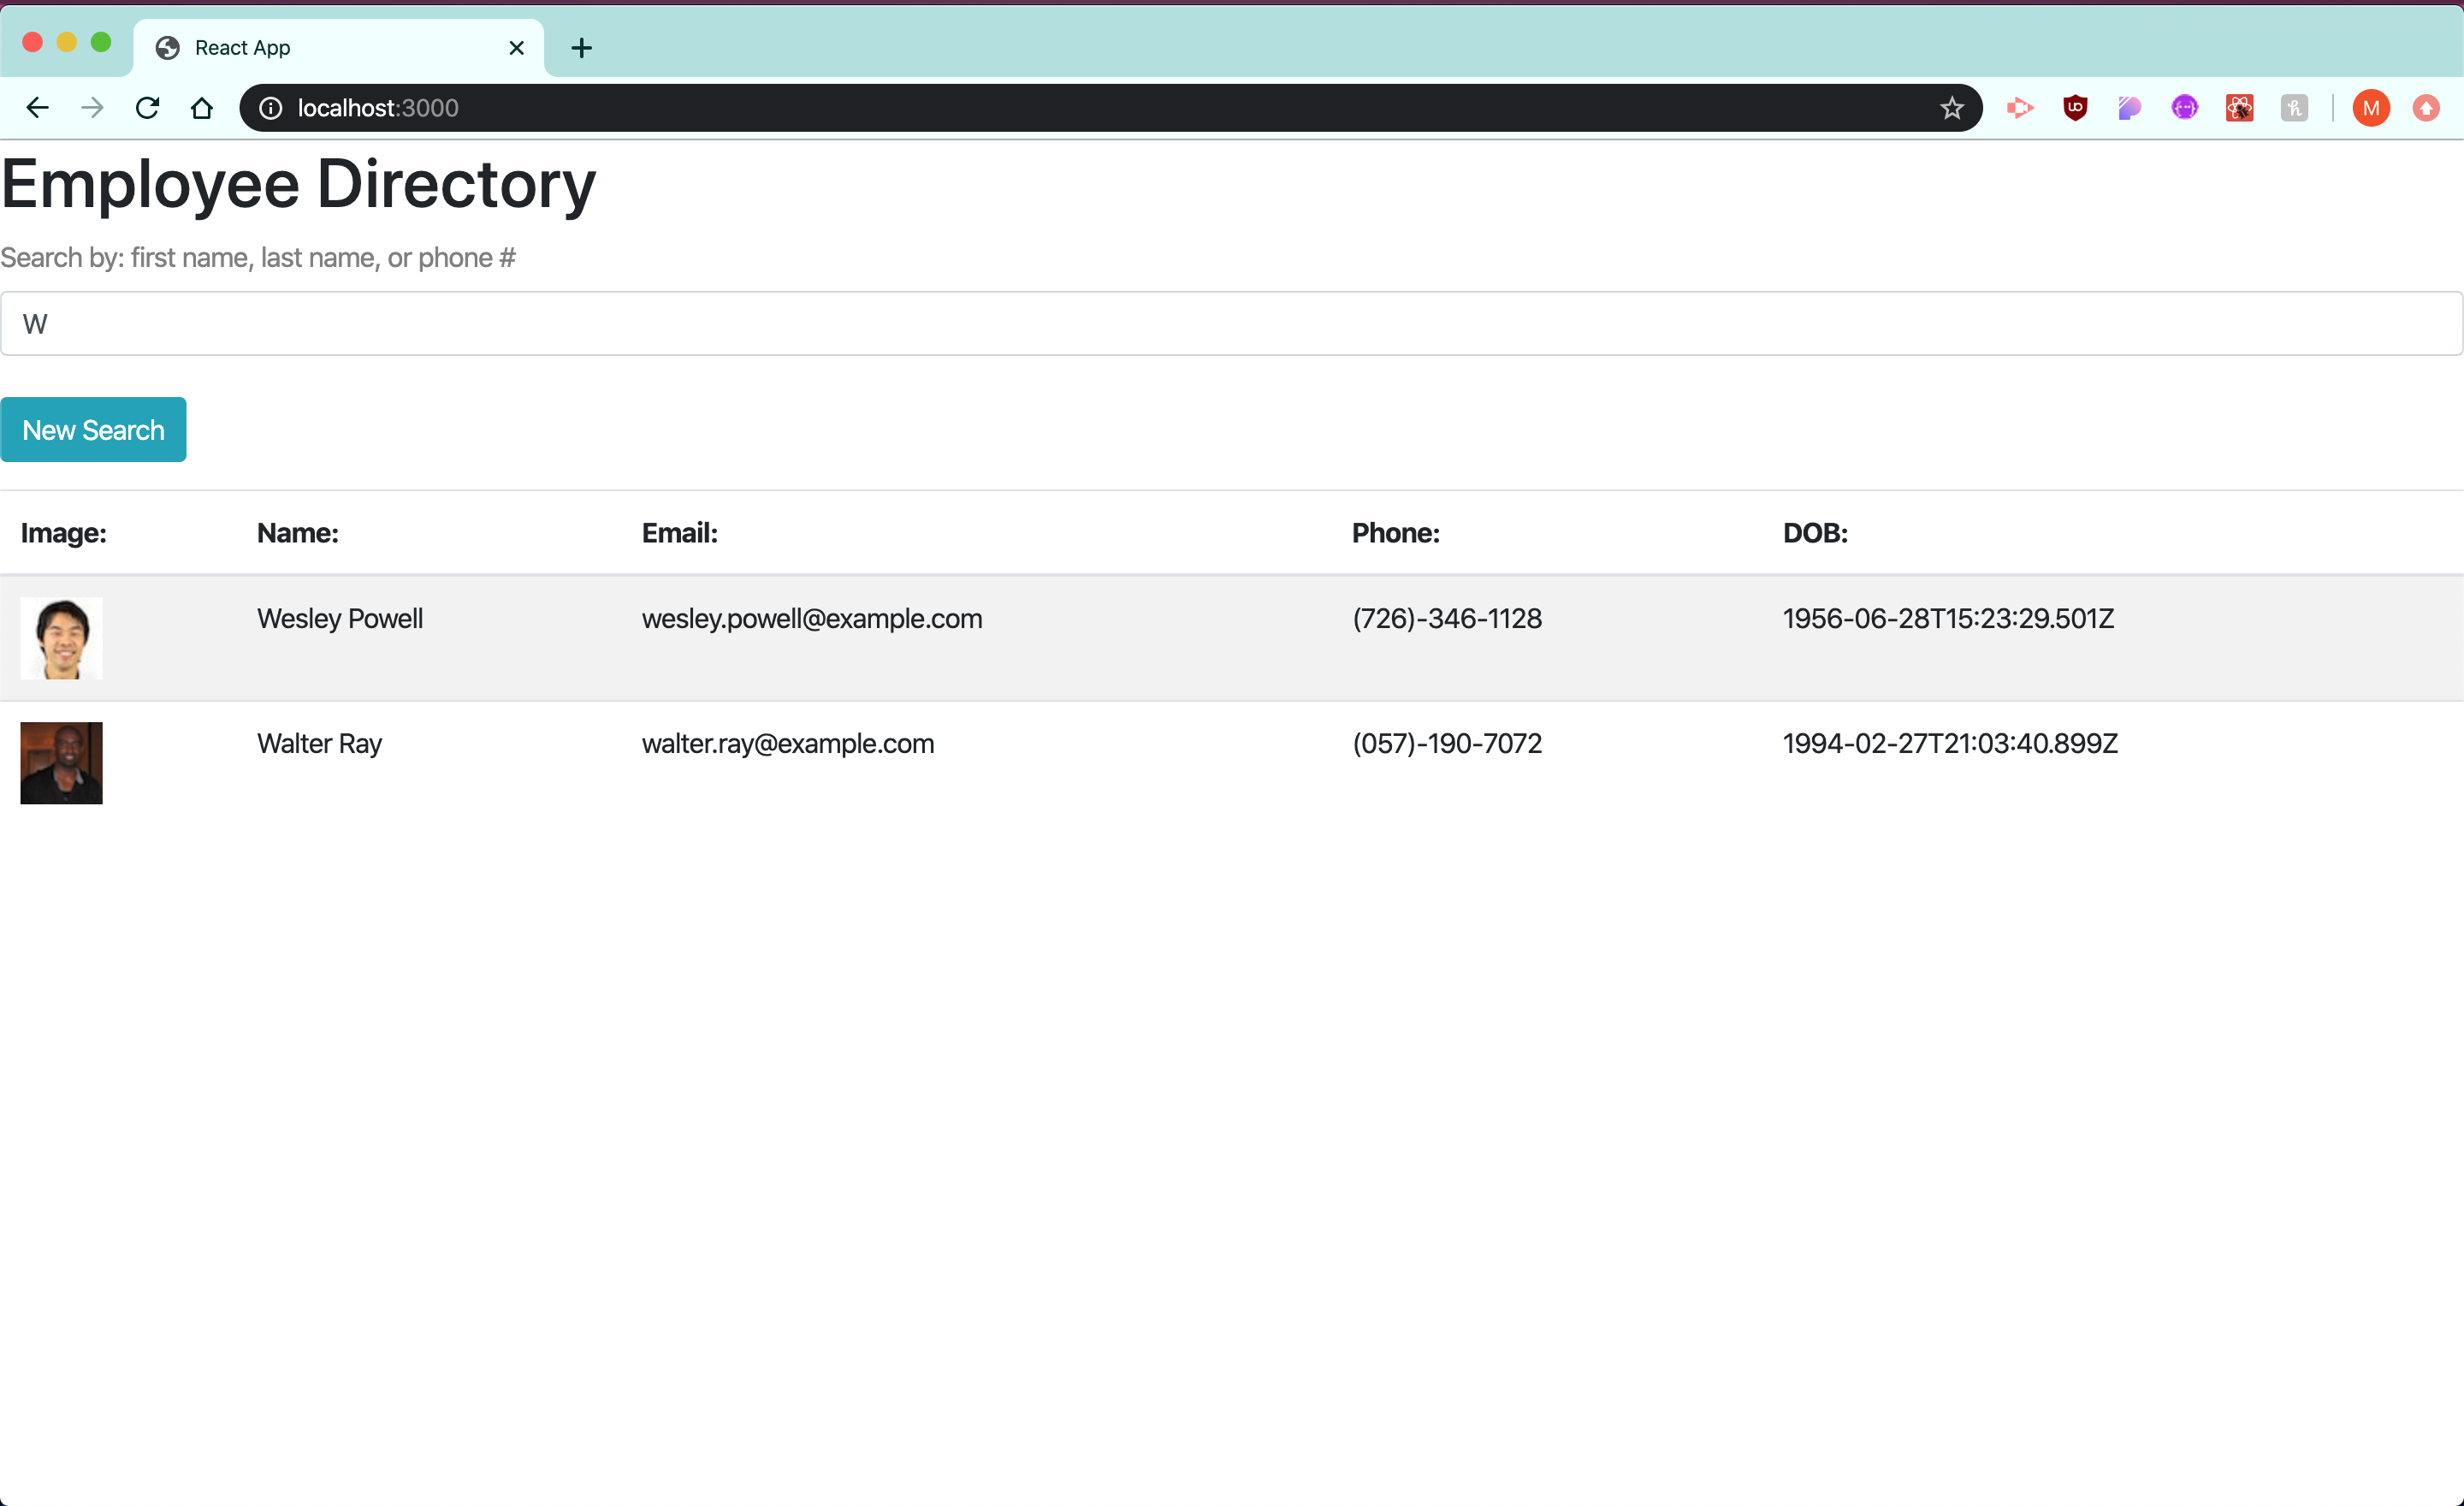 React App
localhost:3000
M
Employee Directory
Search by: first name, last name, or phone #
W
New Search
Image: Name: Email: Phone: DOB:
Wesley Powell wesley.powell@example.com (726)-346-1128 1956-06-28T15:23:29.501Z
Walter Ray walter.ray@example.com (057)-190-7072 1994-02-27T21:03:40.899Z